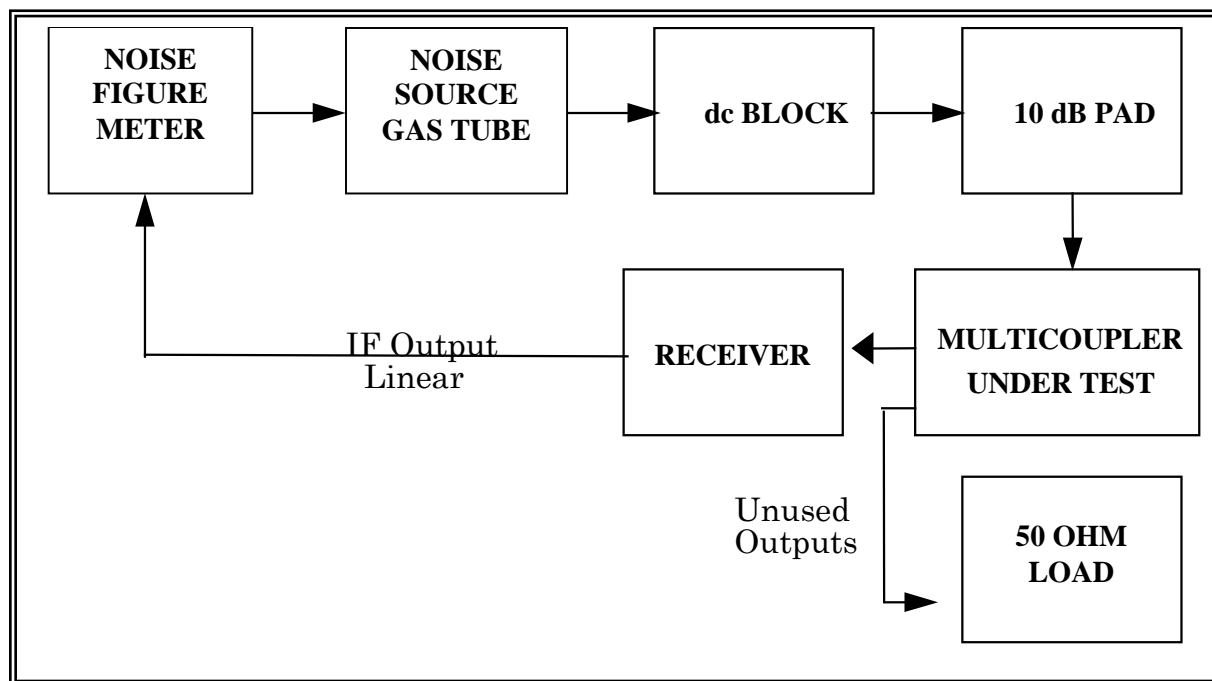 NOISE
FIGURE
METER
NOISE
SOURCE
GAS TUBE
dc BLOCK
10 dB PAD
IF Output
Linear
RECEIVER
MULTICOUPLER
UNDER TEST
Unused
Outputs
50 OHM
LOAD